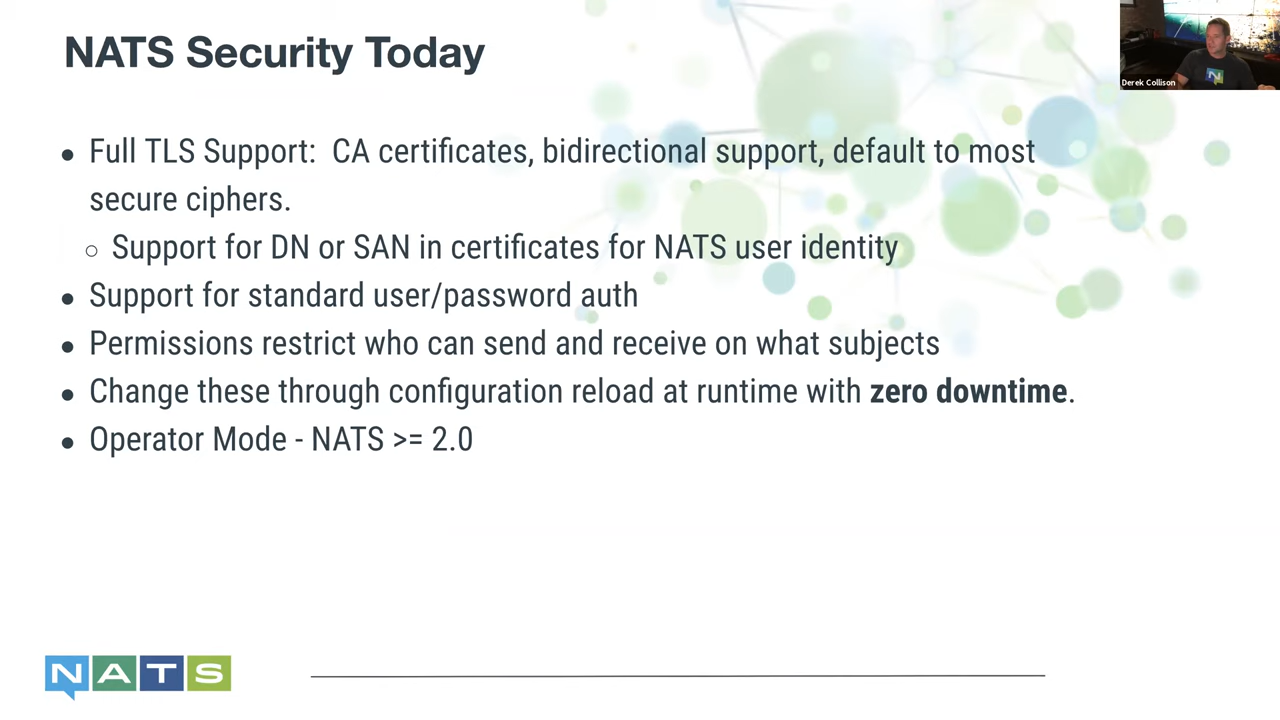 NATS Security Today
Derek Collison
N
● Full TLS Support: CA certificates, bidirectional support, default to most
secure ciphers.
○ Support for DN or SAN in certificates for NATS user identity
● Support for standard user/password auth
● Permissions restrict who can send and receive on what subjects
● Change these through configuration reload at runtime with zero downtime.
● Operator Mode - NATS >= 2.0
NATS